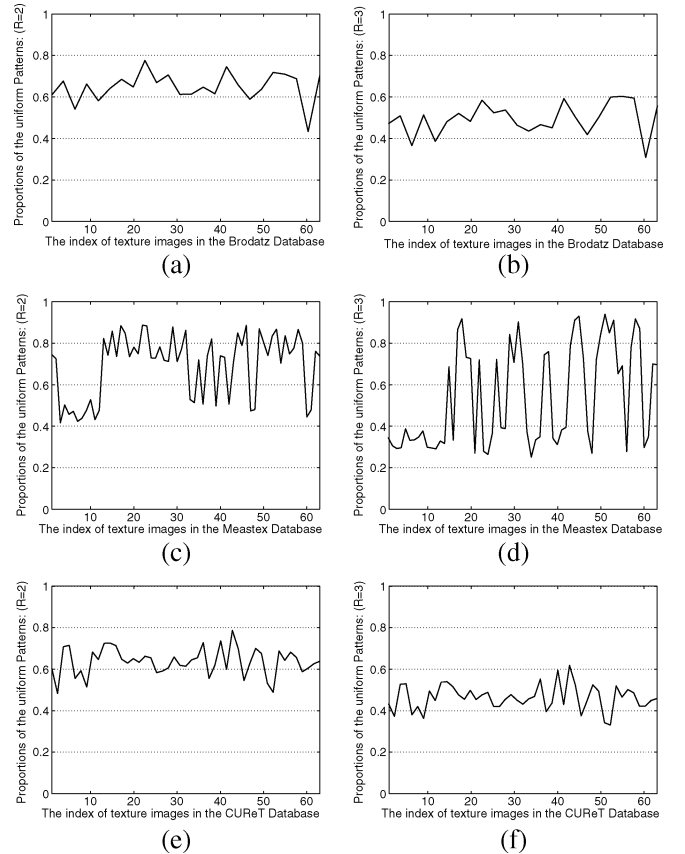 Proportions of the uniform Patterns: (R=2)
1
0.8
0.6
0.4
0.2
0
10 20 30 40 50 60
The index of texture images in the Brodatz Database
(a)
Proportions of the uniform Patterns: (R=3)
1
0.8
0.6
0.4
0.2
0
10 20 30 40 50 60
The index of texture images in the Brodatz Database
(b)
Proportions of the uniform Patterns: (R=2)
1
0.8
0.6
0.4
0.2
0
10 20 30 40 50 60
The index of texture images in the Meastex Database
(c)
Proportions of the uniform Patterns: (R=3)
1
0.8
0.6
0.4
0.2
0
10 20 30 40 50 60
The index of texture images in the Meastex Database
(d)
Proportions of the uniform Patterns: (R=2)
1
0.8
0.6
0.4
0.2
0
10 20 30 40 50 60
The index of texture images in the CUReT Database
(e)
Proportions of the uniform Patterns: (R=3)
1
0.8
0.6
0.4
0.2
0
10 20 30 40 50 60
The index of texture images in the CUReT Database
(f)